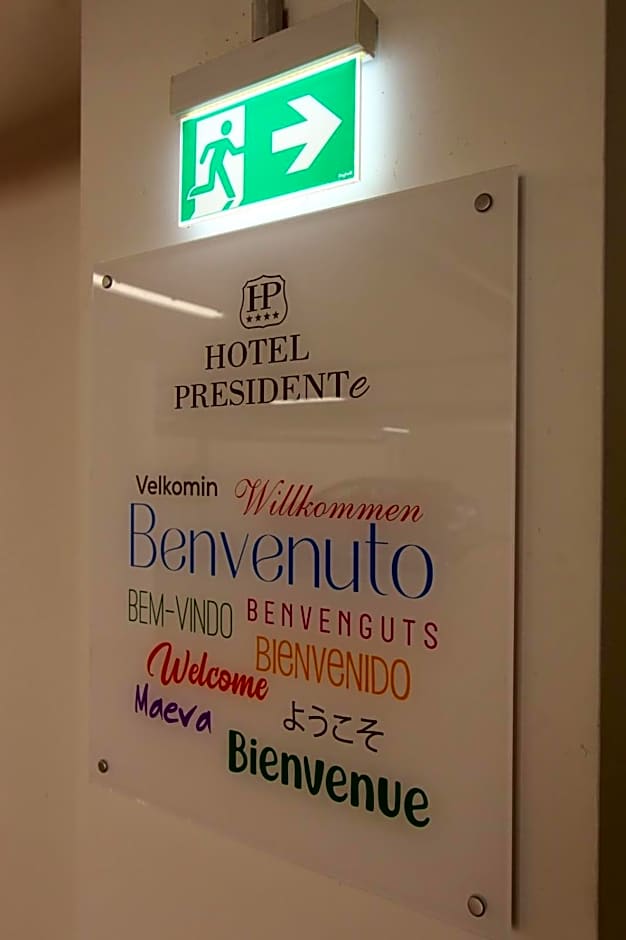 HP
HOTEL
PRESIDENTe
Velkomin Willkommen
Benvenuto
BEM-VINDO BENVENGUTS
Welcome BIENVENIDO
Maeva ようこそ
Bienvenue